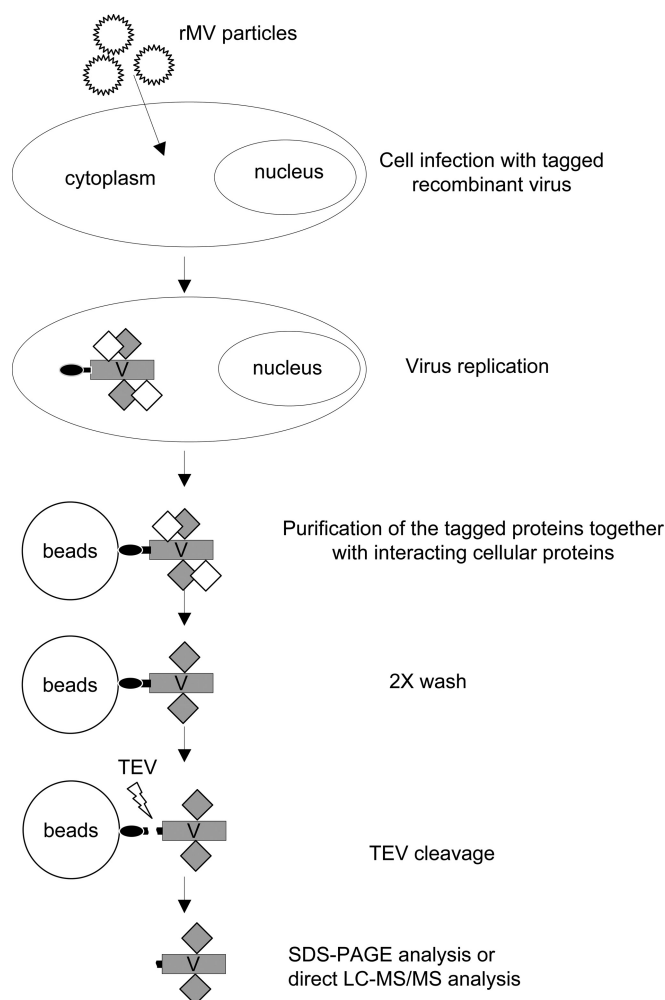 rMV particles
cytoplasm
nucleus
Cell infection with tagged
recombinant virus
V
nucleus
Virus replication
beads
V
Purification of the tagged proteins together
with interacting cellular proteins
beads
V
2X wash
TEV
beads
V
TEV cleavage
V
SDS-PAGE analysis or
direct LC-MS/MS analysis